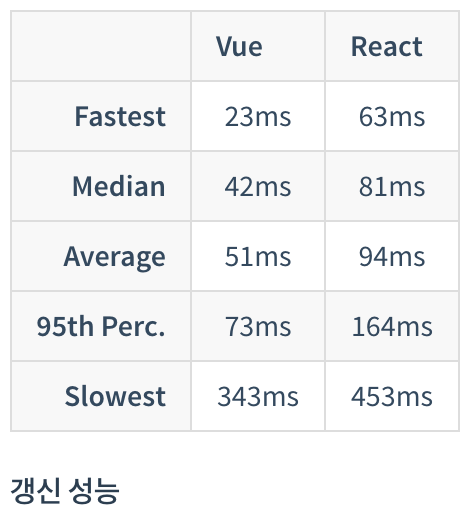 Vue React
Fastest 23ms 63ms
Median 42ms 81ms
Average 51ms 94ms
95th Perc. 73ms 164ms
Slowest 343ms 453ms
갱신 성능